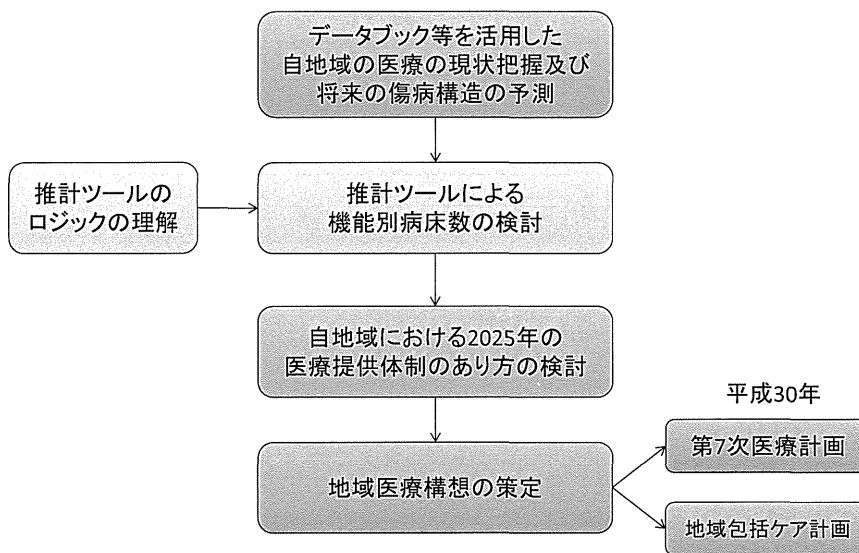 データブック等を活用した
自地域の医療の現状把握及び
将来の傷病構造の予測
推計ツールの
ロジックの理解
推計ツールによる
機能別病床数の検討
自地域における2025年の
医療提供体制のあり方の検討
平成30年
第7次医療計画
地域医療構想の策定
地域包括ケア計画